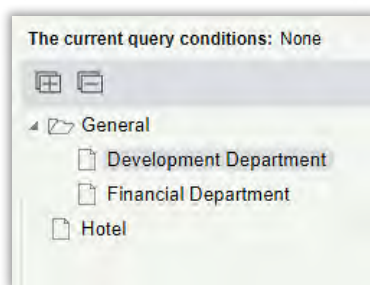 The current query conditions: None
General
Development Department
Financial Department
Hotel